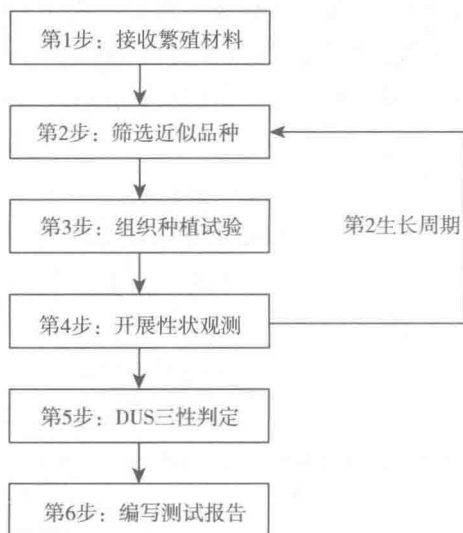 第1步：接收繁殖材料
第2步：筛选近似品种
第3步：组织种植试验
第2生长周期
第4步：开展性状观测
第5步：DUS三性判定
第6步：编写测试报告